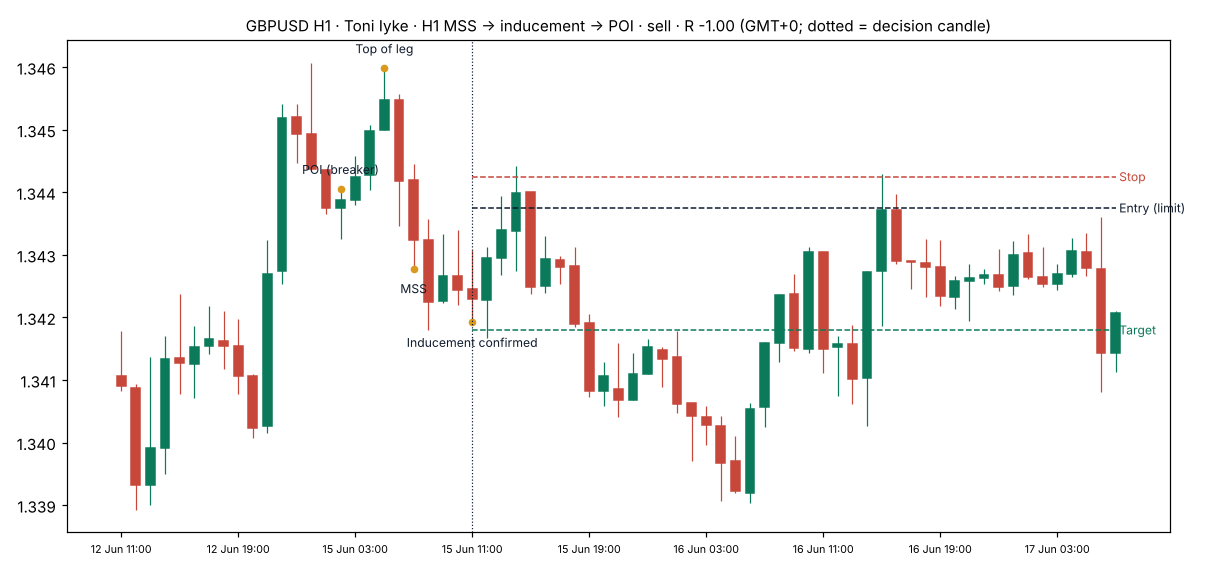 GBPUSD H1 · Toni Iyke · H1 MSS → inducement → POI · sell · R -1.00 (GMT+0; dotted = decision candle)
Top of leg
POI (breaker)
MSS
Inducement confirmed
Stop
Entry (limit)
Target
1.346
1.345
1.344
1.343
1.342
1.341
1.340
1.339
12 Jun 11:00
12 Jun 19:00
15 Jun 03:00
15 Jun 11:00
15 Jun 19:00
16 Jun 03:00
16 Jun 11:00
16 Jun 19:00
17 Jun 03:00